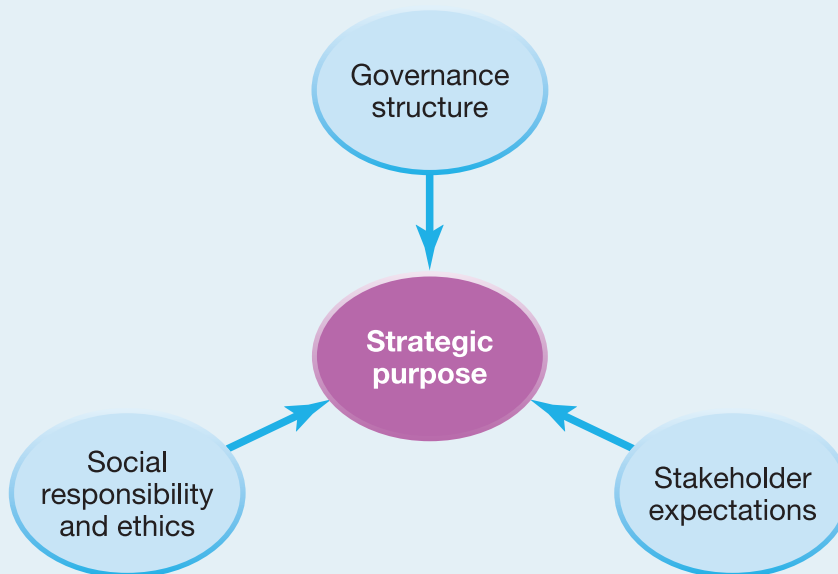 Governance
structure
Strategic
purpose
Social
responsibility
and ethics
Stakeholder
expectations